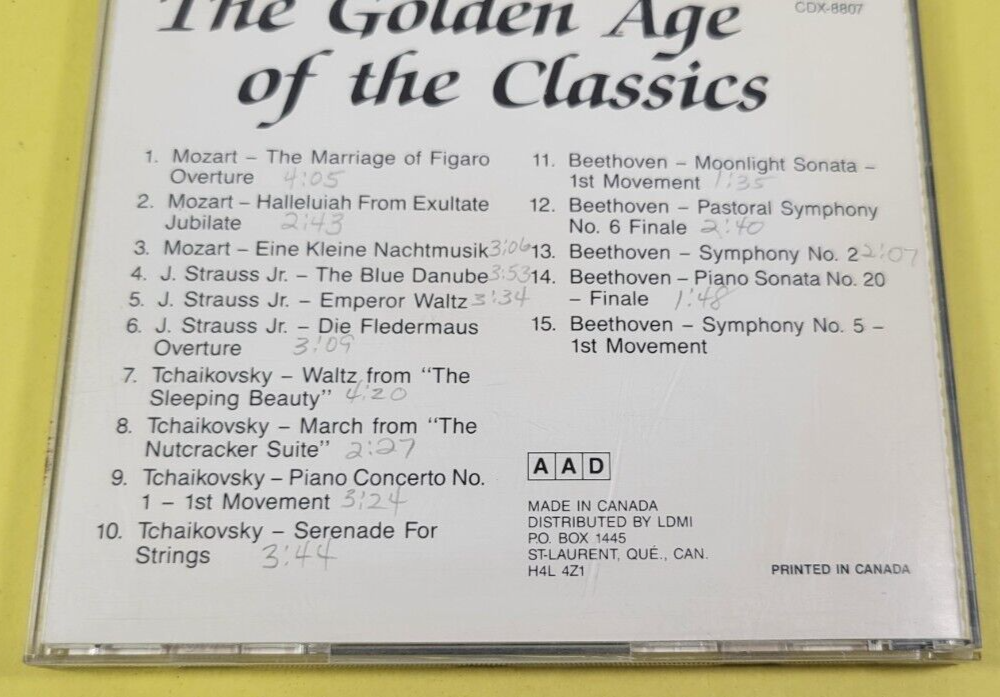 The Golden Age
CDX-8807
of the Classics
1. Mozart – The Marriage of Figaro
Overture 4:05
2. Mozart – Halleluiah From Exultate
Jubilate 2:43
3. Mozart – Eine Kleine Nachtmusik 3:06
4. J. Strauss Jr. – The Blue Danube 3:53
5. J. Strauss Jr. – Emperor Waltz 3:34
6. J. Strauss Jr. – Die Fledermaus
Overture 3:09
7. Tchaikovsky – Waltz from “The
Sleeping Beauty” 4:20
8. Tchaikovsky – March from “The
Nutcracker Suite” 2:27
9. Tchaikovsky – Piano Concerto No.
1 – 1st Movement 3:24
10. Tchaikovsky – Serenade For
Strings 3:44
11. Beethoven – Moonlight Sonata –
1st Movement 1:35
12. Beethoven – Pastoral Symphony
No. 6 Finale 2:40
13. Beethoven – Symphony No. 2 2:07
14. Beethoven – Piano Sonata No. 20
– Finale 1:48
15. Beethoven – Symphony No. 5 –
1st Movement
AAD
MADE IN CANADA
DISTRIBUTED BY LDMI
P.O. BOX 1445
ST-LAURENT, QUÉ., CAN.
H4L 4Z1
PRINTED IN CANADA